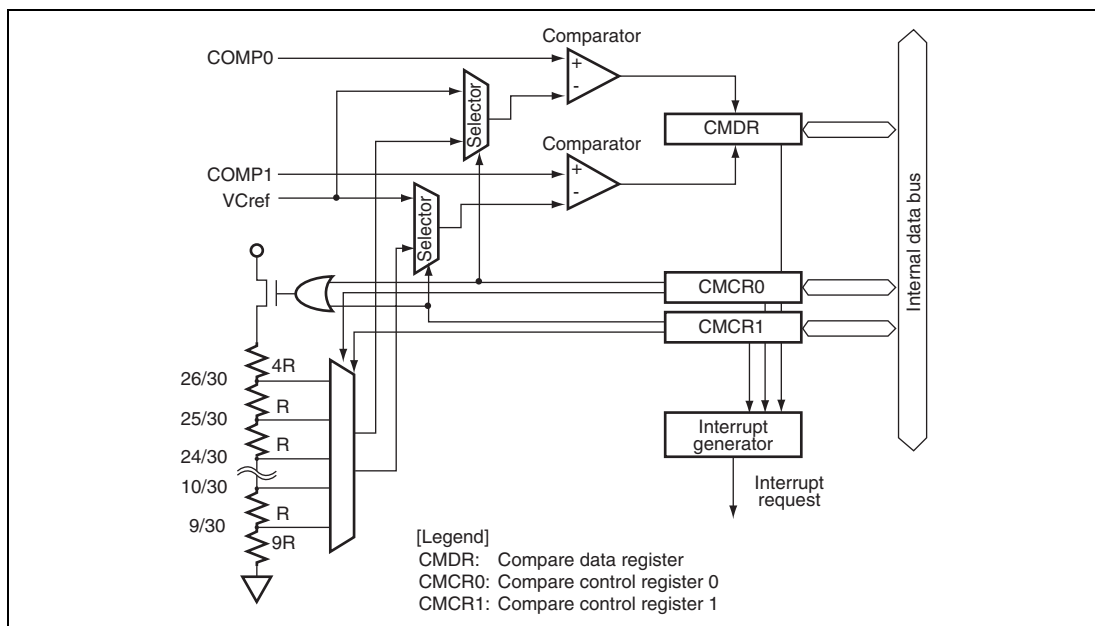 Comparator
COMP0
+
-
Selector
CMDR
Comparator
COMP1
+
-
VCref
Selector
Internal data bus
CMCR0
CMCR1
4R
26/30
R
25/30
R
24/30
10/30
R
9/30
9R
Interrupt
generator
Interrupt
request
[Legend]
CMDR: Compare data register
CMCR0: Compare control register 0
CMCR1: Compare control register 1